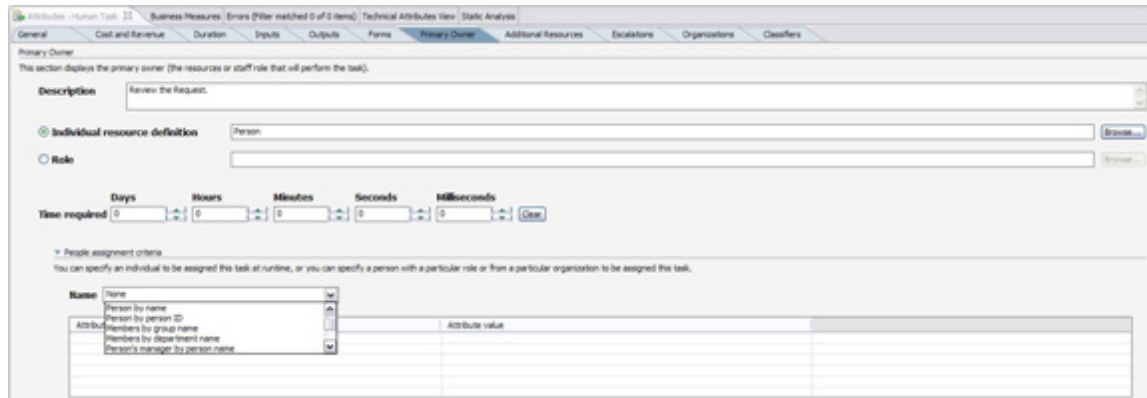 Attributes - Human Task Business Measures Errors (Filter matched 0 of 0 items) Technical Attributes View Static Analysis
General Cost and Revenue Duration Inputs Outputs Forms Primary Owner Additional Resources Escalations Organizations Classifiers
Primary Owner
This section displays the primary owner (the resources or staff role that will perform the task).
Description Review the Request.
Individual resource definition Person Browse...
Role Browse...
Days Hours Minutes Seconds Milliseconds
Time required 0 0 0 0 0 Clear
People assignment criteria
You can specify an individual to be assigned this task at runtime, or you can specify a person with a particular role or from a particular organization to be assigned this task.
Name None
Person by name
Person by person ID
Attribut Members by group name Attribute value
Members by department name
Person's manager by person name